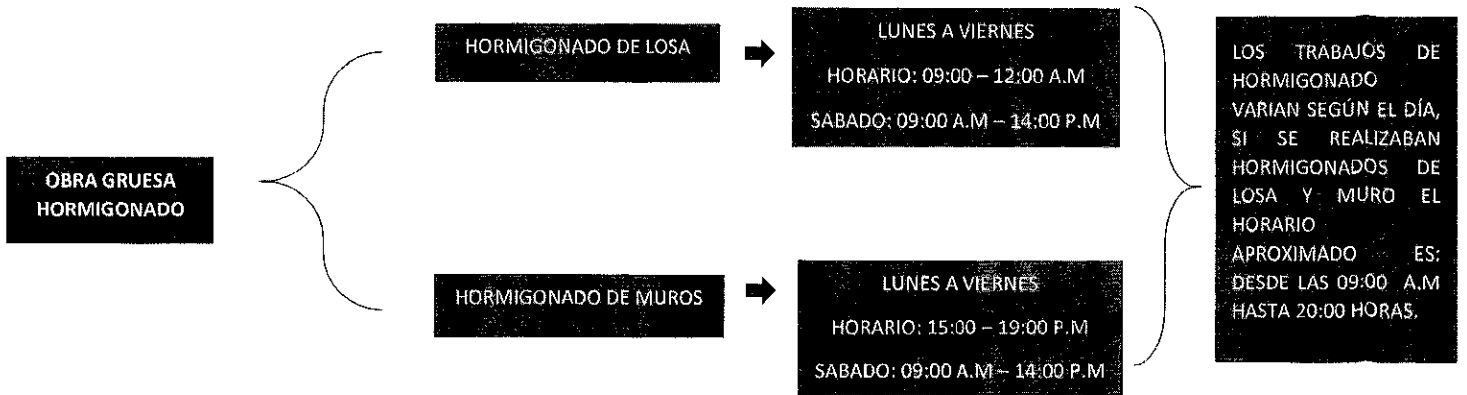 OBRA GRUESA
HORMIGONADO
HORMIGONADO DE LOSA
LUNES A VIERNES
HORARIO: 09:00 – 12:00 A.M
SABADO: 09:00 A.M – 14:00 P.M
HORMIGONADO DE MUROS
LUNES A VIERNES
HORARIO: 15:00 – 19:00 P.M
SABADO: 09:00 A.M – 14:00 P.M
LOS TRABAJOS DE
HORMIGONADO
VARIAN SEGÚN EL DÍA,
SI SE REALIZABAN
HORMIGONADOS DE
LOSA Y MURO EL
HORARIO
APROXIMADO ES:
DESDE LAS 09:00 A.M
HASTA 20:00 HORAS.